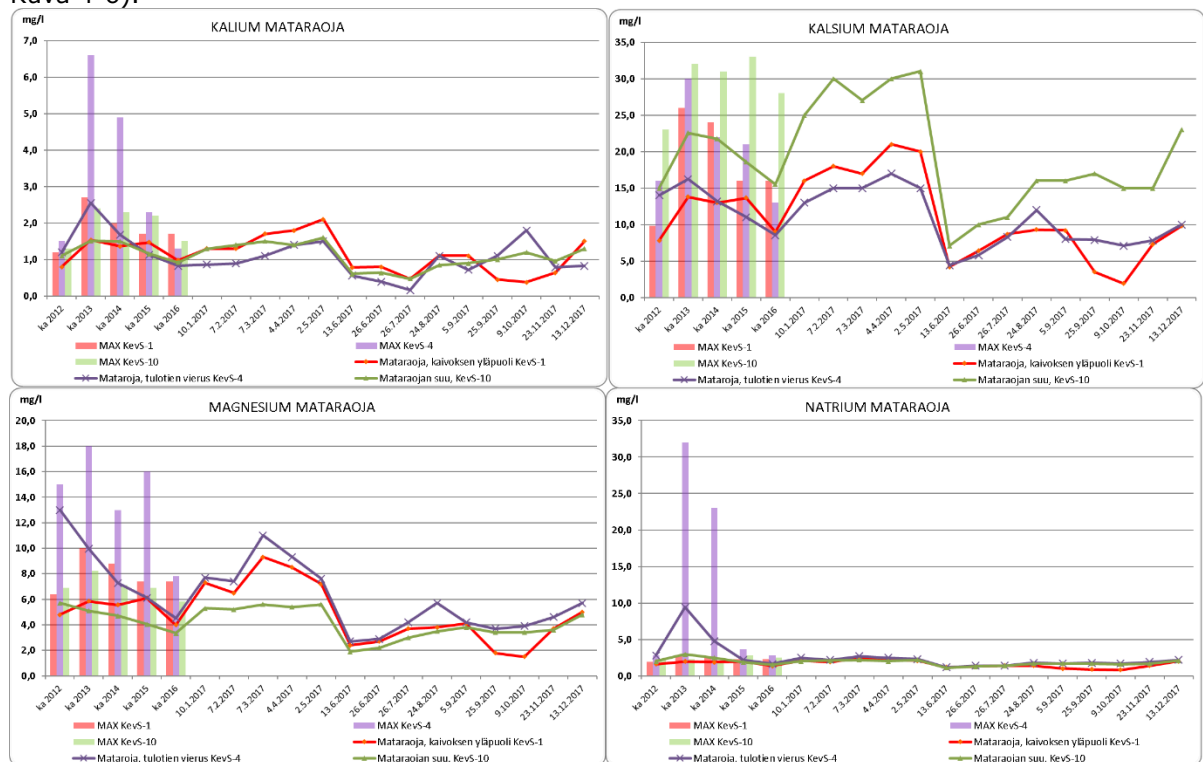 Kuva
mg/l
KALIUM MATARAOJA
7,0
6,0
5,0
4,0
3,0
2,0
1,0
0,0
ka 2012 ka 2013 ka 2014 ka 2015 ka 2016 10.1.2017 7.2.2017 7.3.2017 4.4.2017 2.5.2017 13.6.2017 26.6.2017 26.7.2017 24.8.2017 5.9.2017 25.9.2017 9.10.2017 23.11.2017 13.12.2017
MAX KevS-1 MAX KevS-4
MAX KevS-10 Mataraoja, kaivoksen yläpuoli KevS-1
Mataroja, tulotien vierus KevS-4 Mataraojan suu, KevS-10
mg/l
KALSIUM MATARAOJA
35,0
30,0
25,0
20,0
15,0
10,0
5,0
0,0
ka 2012 ka 2013 ka 2014 ka 2015 ka 2016 10.1.2017 7.2.2017 7.3.2017 4.4.2017 2.5.2017 13.6.2017 26.6.2017 26.7.2017 24.8.2017 5.9.2017 25.9.2017 9.10.2017 23.11.2017 13.12.2017
MAX KevS-1 MAX KevS-4
MAX KevS-10 Mataraoja, kaivoksen yläpuoli KevS-1
Mataroja, tulotien vierus KevS-4 Mataraojan suu, KevS-10
mg/l
MAGNESIUM MATARAOJA
20,0
18,0
16,0
14,0
12,0
10,0
8,0
6,0
4,0
2,0
0,0
ka 2012 ka 2013 ka 2014 ka 2015 ka 2016 10.1.2017 7.2.2017 7.3.2017 4.4.2017 2.5.2017 13.6.2017 26.6.2017 26.7.2017 24.8.2017 5.9.2017 25.9.2017 9.10.2017 23.11.2017 13.12.2017
MAX KevS-1 MAX KevS-4
MAX KevS-10 Mataraoja, kaivoksen yläpuoli KevS-1
Mataroja, tulotien vierus KevS-4 Mataraojan suu, KevS-10
mg/l
NATRIUM MATARAOJA
35,0
30,0
25,0
20,0
15,0
10,0
5,0
0,0
ka 2012 ka 2013 ka 2014 ka 2015 ka 2016 10.1.2017 7.2.2017 7.3.2017 4.4.2017 2.5.2017 13.6.2017 26.6.2017 26.7.2017 24.8.2017 5.9.2017 25.9.2017 9.10.2017 23.11.2017 13.12.2017
MAX KevS-1 MAX KevS-4
MAX KevS-10 Mataraoja, kaivoksen yläpuoli KevS-1
Mataroja, tulotien vierus KevS-4 Mataraojan suu, KevS-10